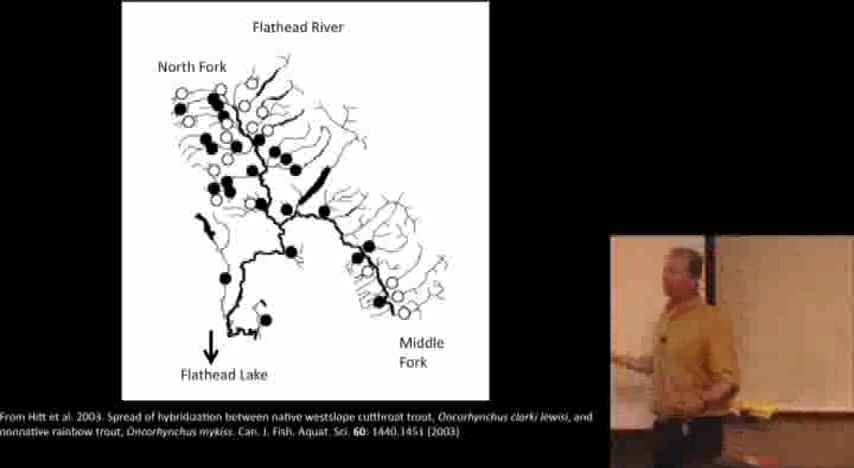 Flathead River
North Fork
Middle
Fork
Flathead Lake
From Hitt et al. 2003. Spread of hybridization between native westslope cutthroat trout, Oncorhynchus clarki lewisi, and
nonnative rainbow trout, Oncorhynchus mykiss. Can. J. Fish. Aquat. Sci. 60: 1440.1451 (2003)